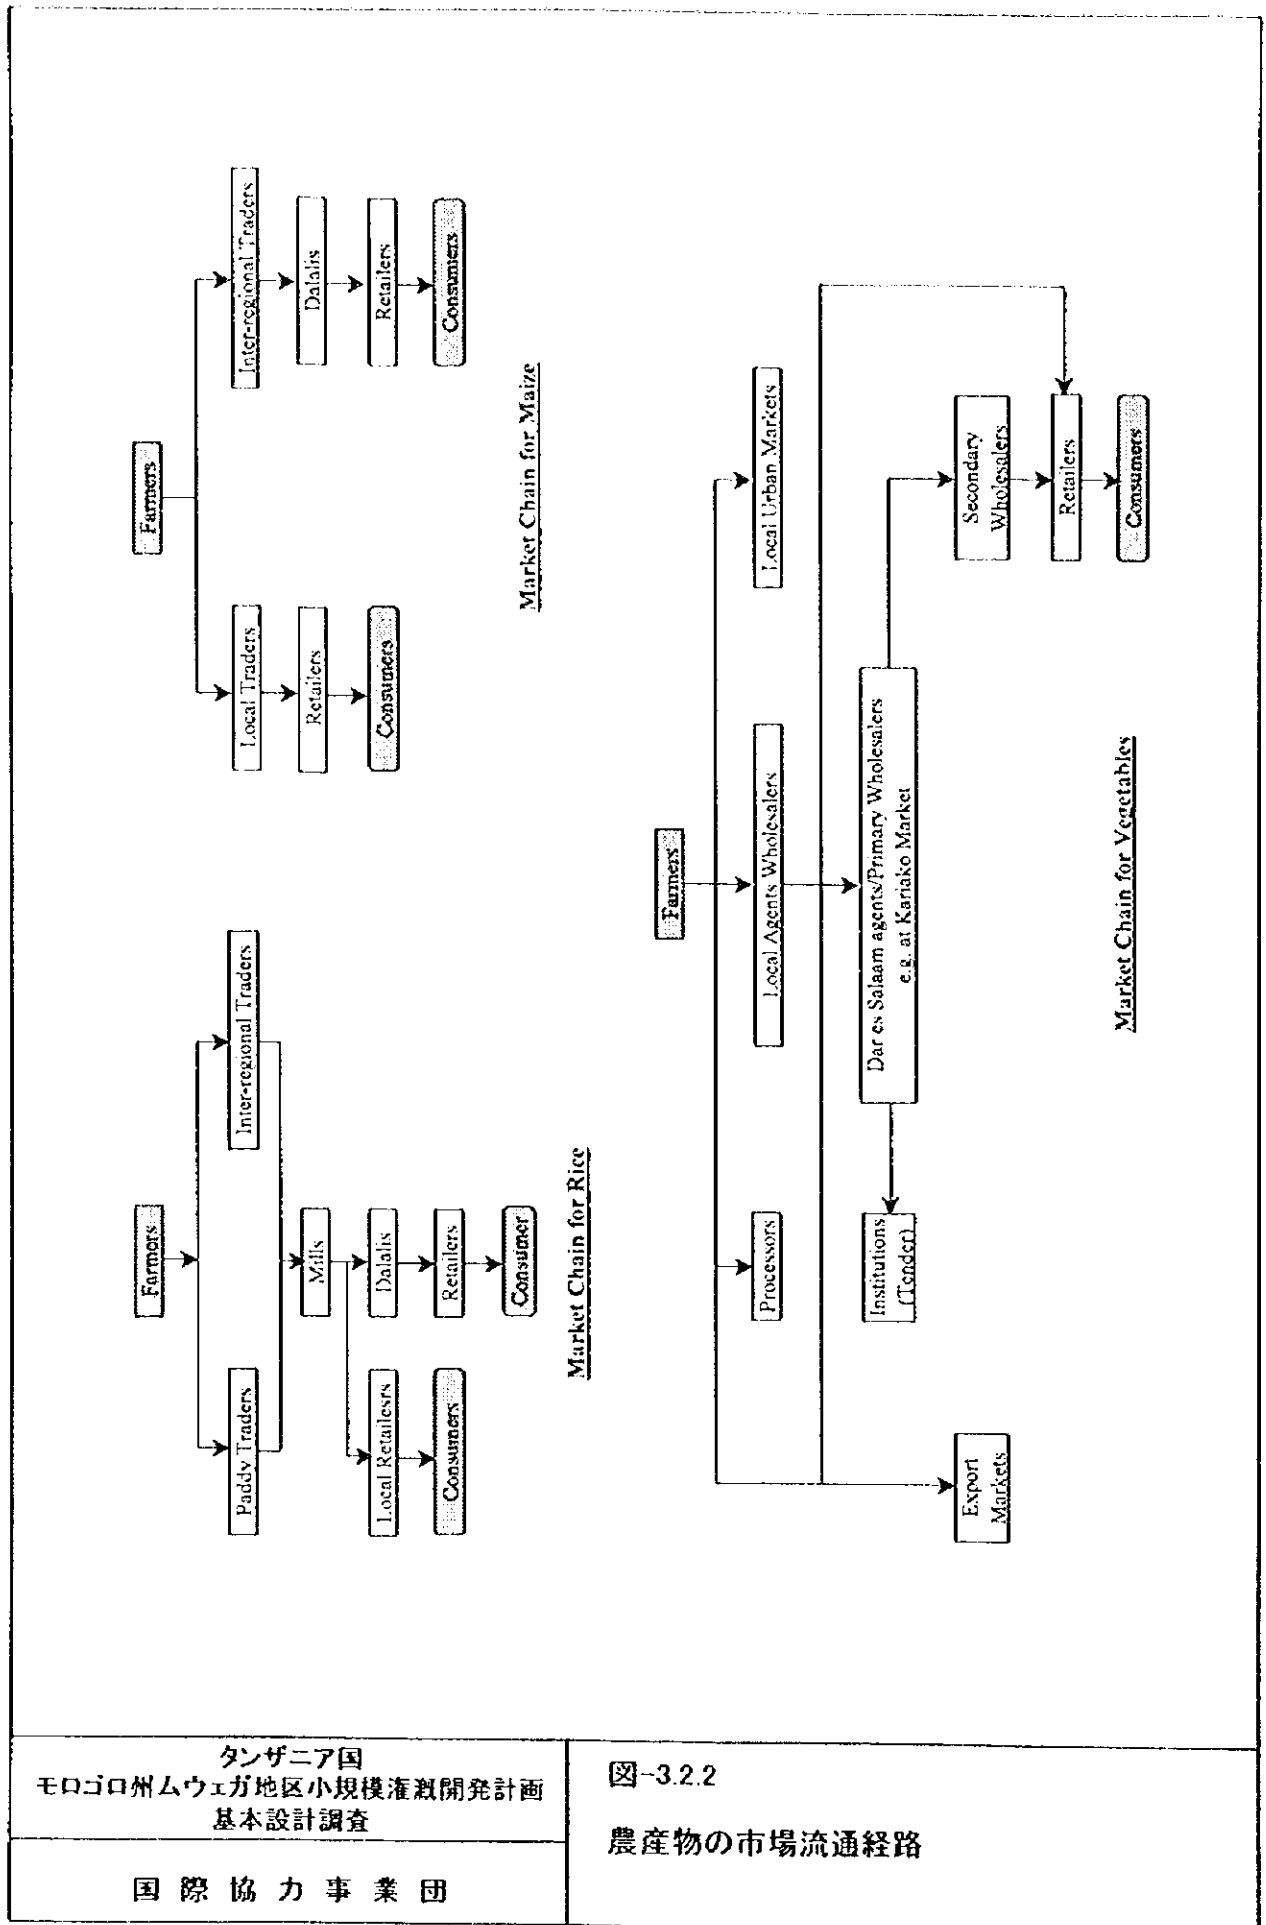 Farmers
Paddy Traders
Inter-regional Traders
Mills
Local Retailesrs
Dalalis
Consumers
Retailers
Consumer
Market Chain for Rice
Farmers
Local Traders
Inter-regional Traders
Retailers
Dalalis
Consumers
Retailers
Consumers
Market Chain for Maize
Farmers
Processors
Local Agents Wholesalers
Local Urban Markets
Institutions
(Tender)
Dar es Salaam agents/Primary Wholesalers
e.g. at Kariako Market
Export
Markets
Secondary
Wholesalers
Retailers
Consumers
Market Chain for Vegetables
タンザニア国
モロゴロ州ムウェガ地区小規模灌漑開発計画
基本設計調査
国際協力事業団
図-3.2.2
農産物の市場流通経路